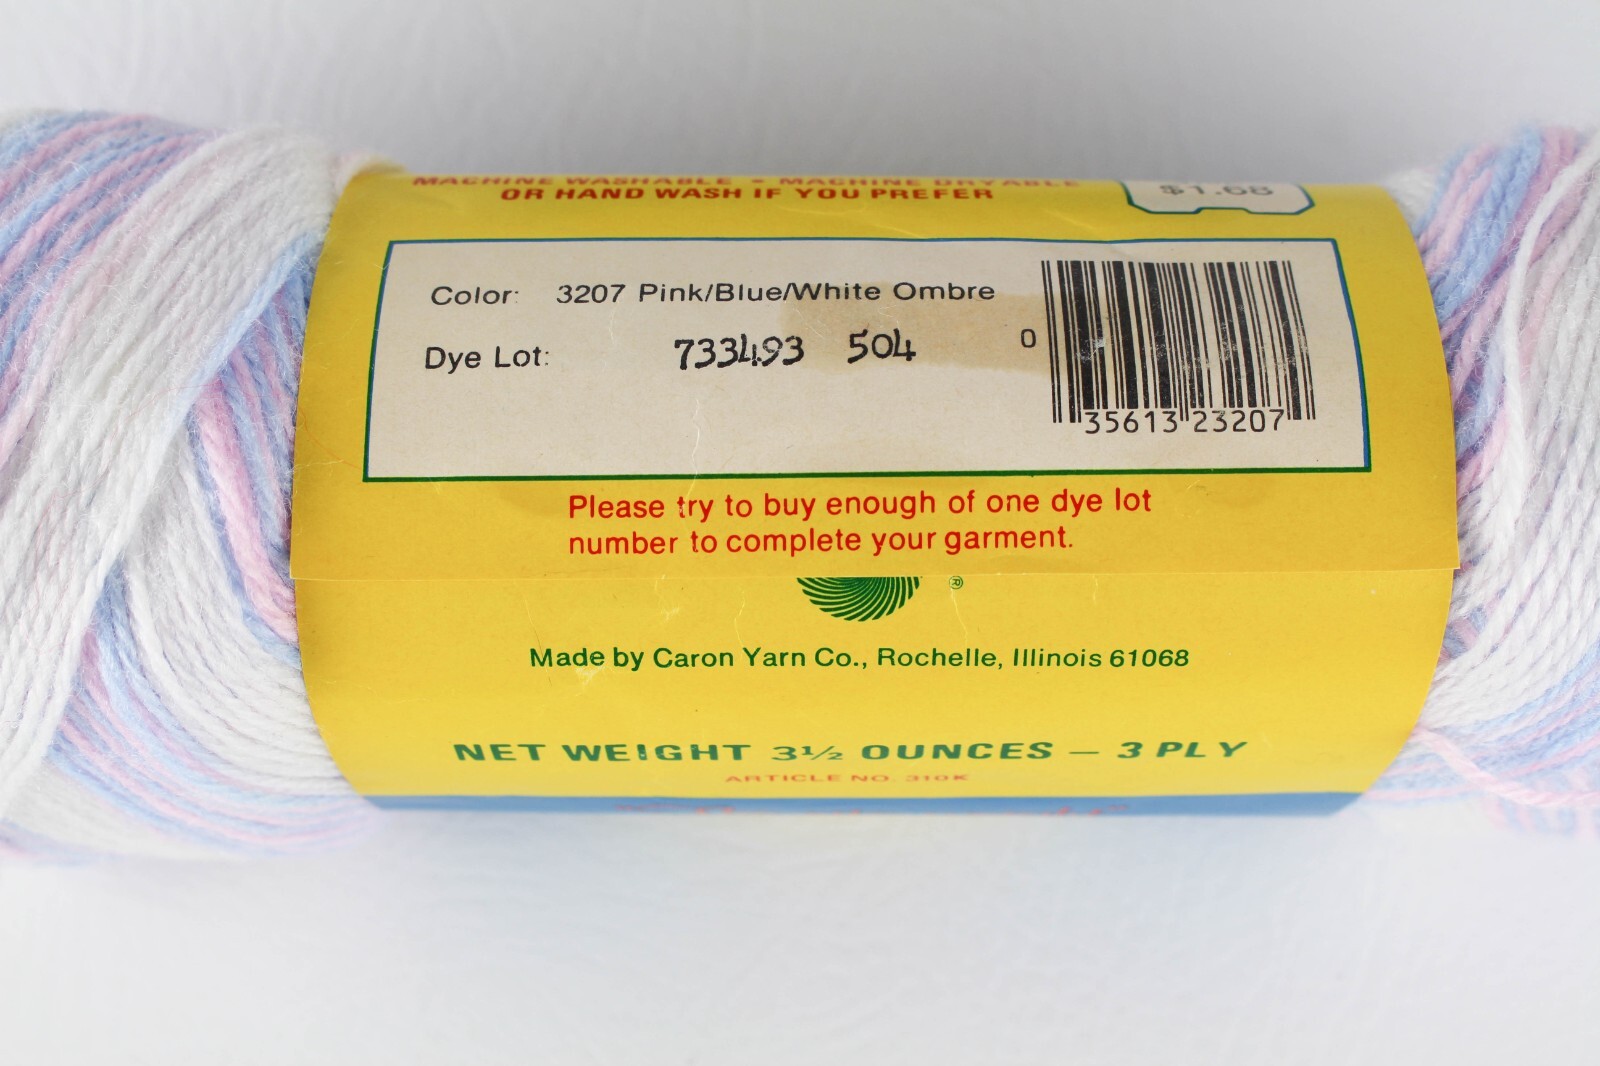 MACHINE WASHABLE • MACHINE DRYABLE
OR HAND WASH IF YOU PREFER
$1.68
Color: 3207 Pink/Blue/White Ombre
Dye Lot: 733493 504
0 35613 23207
Please try to buy enough of one dye lot
number to complete your garment.
®
Made by Caron Yarn Co., Rochelle, Illinois 61068
NET WEIGHT 3½ OUNCES — 3 PLY
ARTICLE NO. 310K